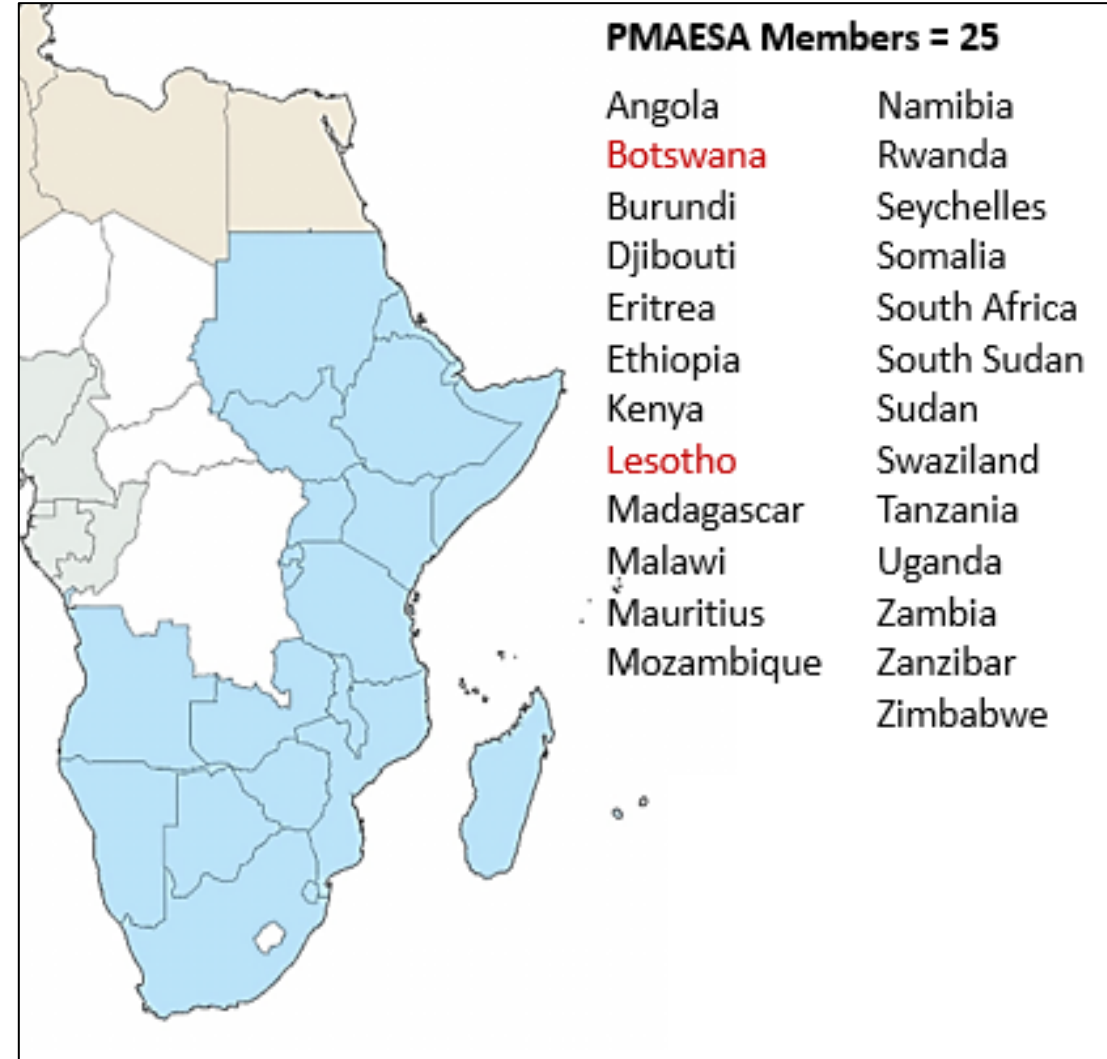 PMAESA Members = 25
Angola
Botswana
Burundi
Djibouti
Eritrea
Ethiopia
Kenya
Lesotho
Madagascar
Malawi
Mauritius
Mozambique
Namibia
Rwanda
Seychelles
Somalia
South Africa
South Sudan
Sudan
Swaziland
Tanzania
Uganda
Zambia
Zanzibar
Zimbabwe